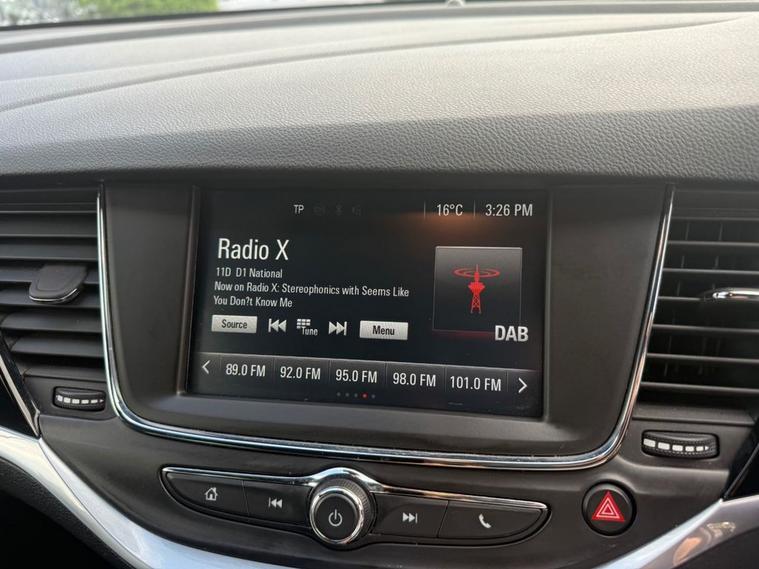 TP 16°C 3:26 PM
Radio X
11D D1 National
Now on Radio X: Stereophonics with Seems Like
You Don?t Know Me
Source Tune Menu
DAB
89.0 FM 92.0 FM 95.0 FM 98.0 FM 101.0 FM